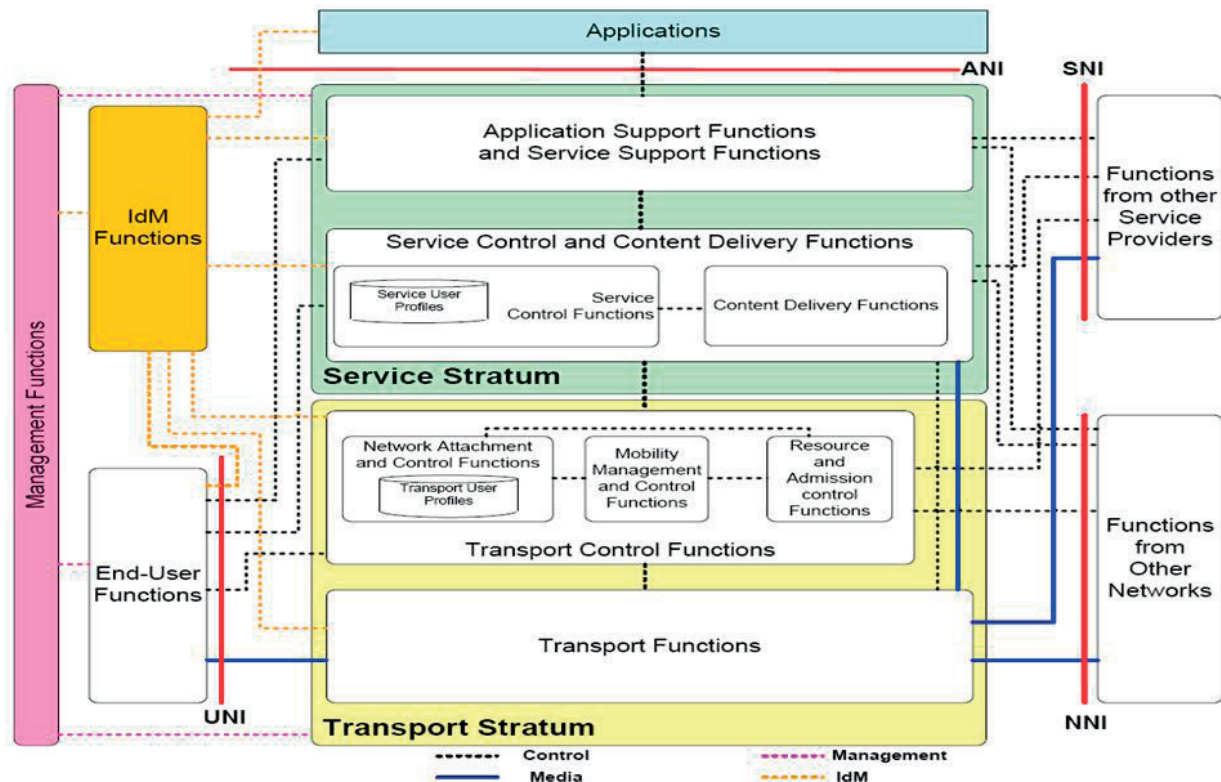 Applications
ANI
SNI
Management Functions
IdM
Functions
Application Support Functions
and Service Support Functions
Functions
from other
Service
Providers
Service Control and Content Delivery Functions
Service User
Profiles
Service
Control Functions
Content Delivery Functions
Service Stratum
Network Attachment
and Control Functions
Transport User
Profiles
Mobility
Management
and Control
Functions
Resource
and
Admission
control
Functions
Transport Control Functions
End-User
Functions
Functions
from
Other
Networks
Transport Functions
UNI
Transport Stratum
NNI
Control
Management
Media
IdM